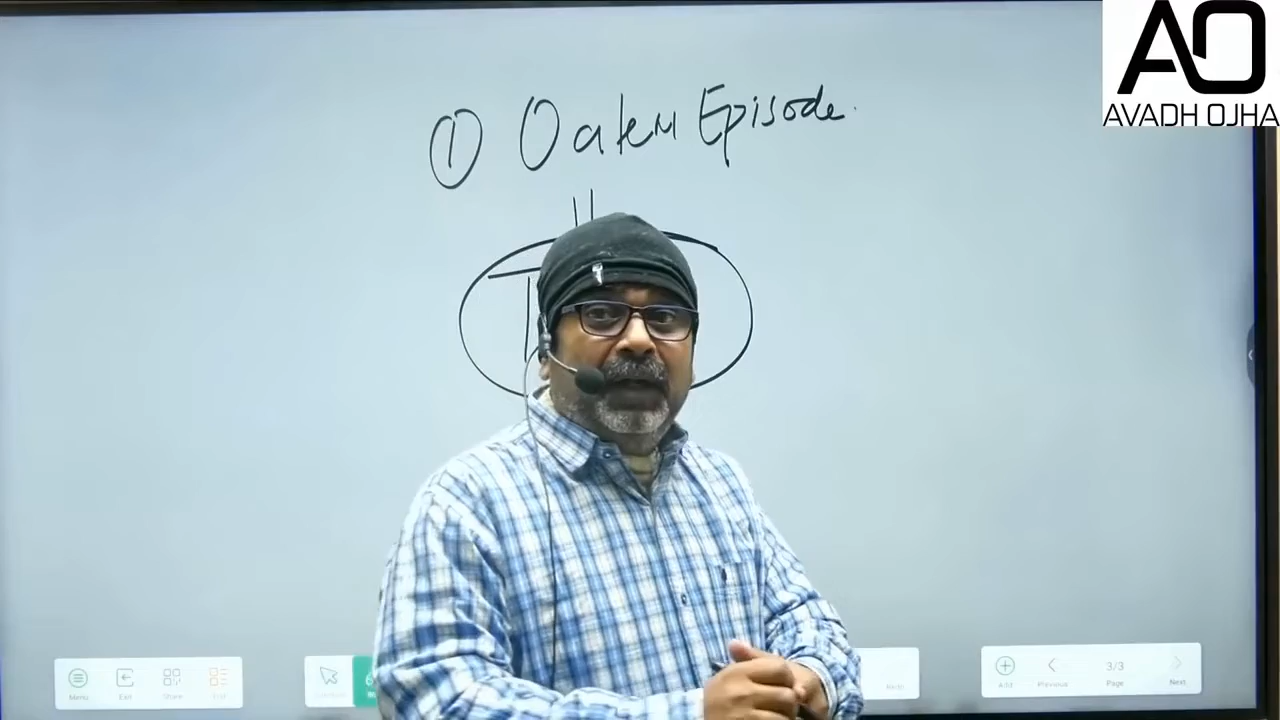 AO
AVADH OJHA
① Oaten Episode.
Menu
Exit
Share
Add
Previous
3/3
Page
Next